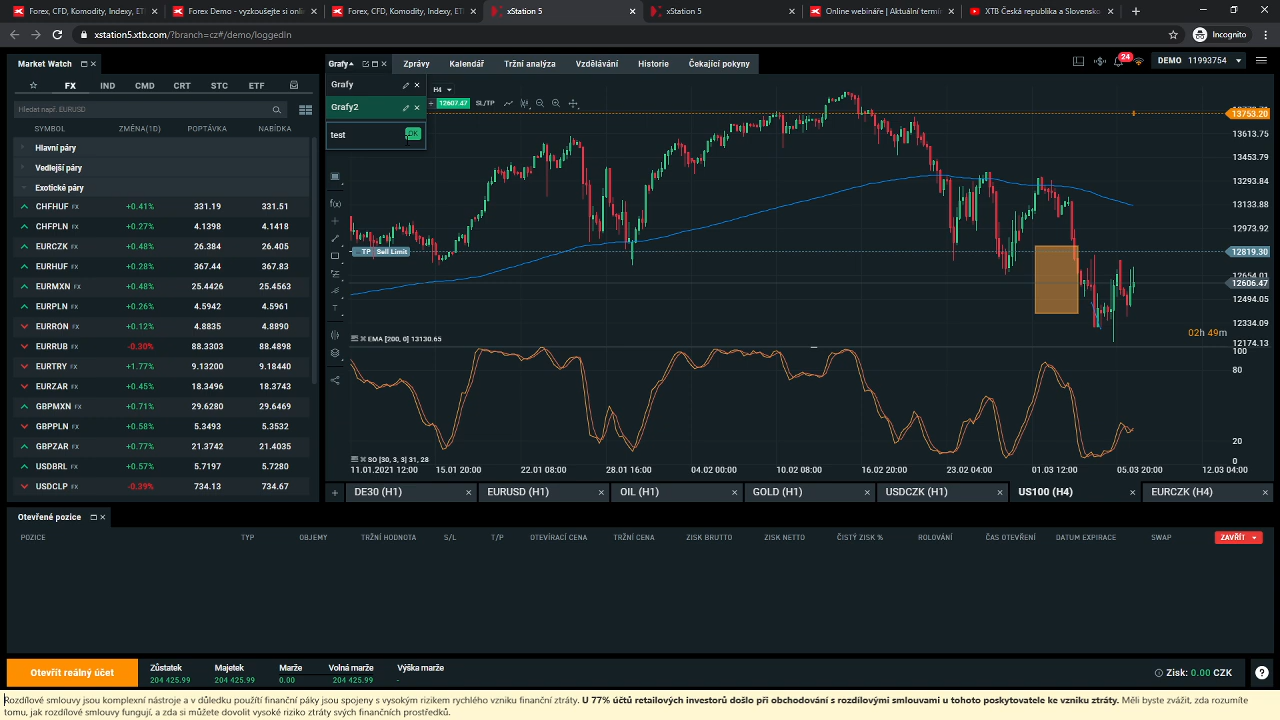 Forex, CFD, Komodity, Indexy, ET
Forex Demo - vyzkoušejte si onli
Forex, CFD, Komodity, Indexy, ET
xStation 5
xStation 5
Online webináře | Aktuální termín
XTB Česká republika a Slovensko
xstation5.xtb.com/?branch=cz#/demo/loggedIn
Incognito
Market Watch
Grafy
Zprávy
Kalendář
Tržní analýza
Vzdělávání
Historie
Čekající pokyny
24
DEMO 11993754
FX
IND
CMD
CRT
STC
ETF
Hledat např. EURUSD
SYMBOL
ZMĚNA(1D)
POPTÁVKA
NABÍDKA
Hlavní páry
Vedlejší páry
Exotické páry
CHFHUF FX +0.41% 331.19 331.51
CHFPLN FX +0.27% 4.1398 4.1418
EURCZK FX +0.48% 26.384 26.405
EURHUF FX +0.28% 367.44 367.83
EURMXN FX +0.48% 25.4426 25.4563
EURPLN FX +0.26% 4.5942 4.5961
EURRON FX +0.12% 4.8835 4.8890
EURRUB FX -0.30% 88.3303 88.4898
EURTRY FX +1.77% 9.13200 9.18440
EURZAR FX +0.45% 18.3496 18.3743
GBPMXN FX +0.71% 29.6280 29.6469
GBPPLN FX +0.58% 5.3493 5.3532
GBPZAR FX +0.77% 21.3742 21.4035
USDBRL FX +0.57% 5.7197 5.7280
USDCLP FX -0.39% 734.13 734.67
Grafy
Grafy2
test
OK
H4
12607.47
SL/TP
f(x)
T
TP Sell Limit
13753.20
13613.75
13453.79
13293.84
13133.88
12973.92
12819.30
12654.01
12606.47
12494.05
12334.09
12174.13
02h 49m
EMA [200, 0] 13130.65
100
80
20
0
SO [30, 3, 3] 31, 28
11.01.2021 12:00
15.01 20:00
22.01 08:00
28.01 16:00
04.02 00:00
10.02 08:00
16.02 20:00
23.02 04:00
01.03 12:00
05.03 20:00
12.03 04:00
DE30 (H1)
EURUSD (H1)
OIL (H1)
GOLD (H1)
USDCZK (H1)
US100 (H4)
EURCZK (H4)
Otevřené pozice
POZICE
TYP
OBJEMY
TRŽNÍ HODNOTA
S/L
T/P
OTEVÍRACÍ CENA
TRŽNÍ CENA
ZISK BRUTTO
ZISK NETTO
ČISTÝ ZISK %
ROLOVÁNÍ
ČAS OTEVŘENÍ
DATUM EXPIRACE
SWAP
ZAVŘÍT
Otevřít reálný účet
Zůstatek
Majetek
Marže
Volná marže
Výška marže
204 425.99
204 425.99
0.00
204 425.99
-
Zisk: 0.00 CZK
?
Rozdílové smlouvy jsou komplexní nástroje a v důsledku použití finanční páky jsou spojeny s vysokým rizikem rychlého vzniku finanční ztráty. U 77% účtů retailových investorů došlo při obchodování s rozdílovými smlouvami u tohoto poskytovatele ke vzniku ztráty. Měli byste zvážit, zda rozumíte
tomu, jak rozdílové smlouvy fungují, a zda si můžete dovolit vysoké riziko ztráty svých finančních prostředků.